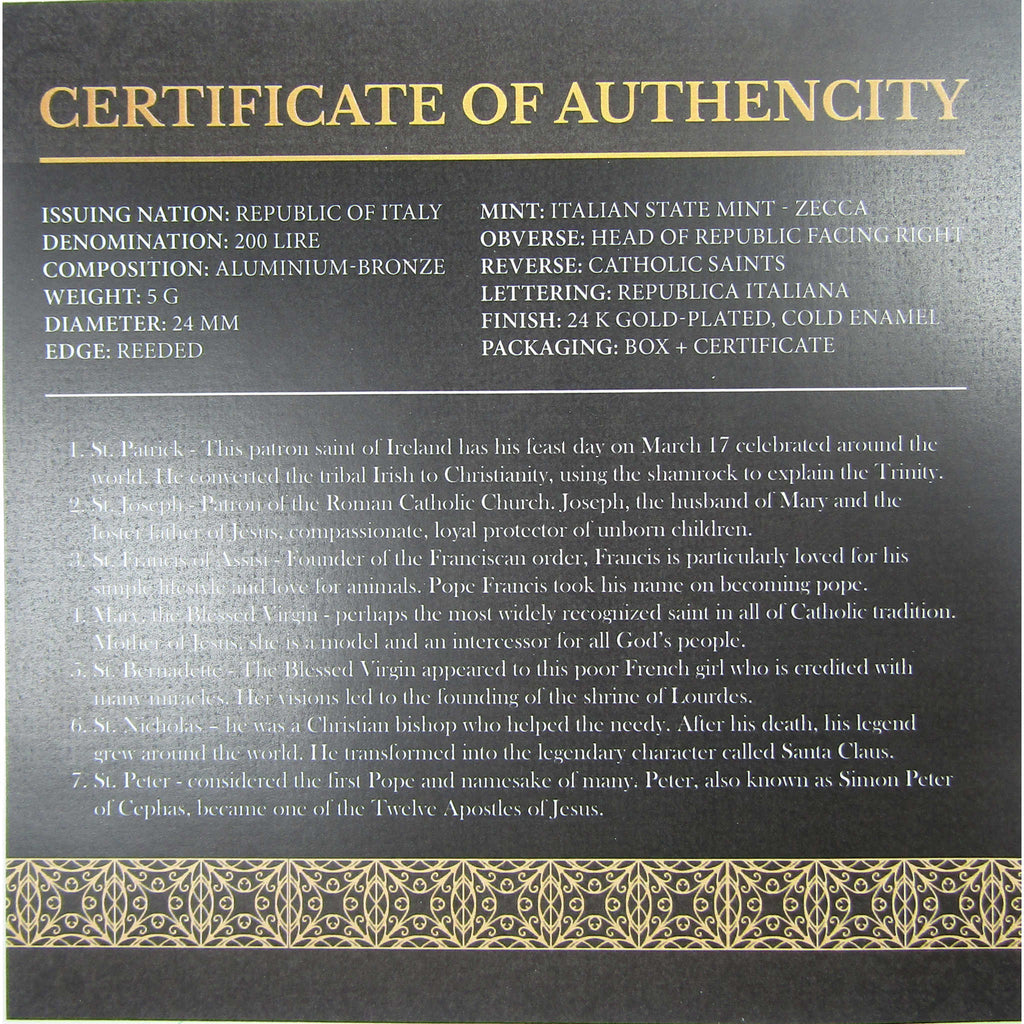 CERTIFICATE OF AUTHENCITY
ISSUING NATION: REPUBLIC OF ITALY
DENOMINATION: 200 LIRE
COMPOSITION: ALUMINIUM-BRONZE
WEIGHT: 5 G
DIAMETER: 24 MM
EDGE: REEDED
MINT: ITALIAN STATE MINT - ZECCA
OBVERSE: HEAD OF REPUBLIC FACING RIGHT
REVERSE: CATHOLIC SAINTS
LETTERING: REPUBLICA ITALIANA
FINISH: 24 K GOLD-PLATED, COLD ENAMEL
PACKAGING: BOX + CERTIFICATE
1. St. Patrick - This patron saint of Ireland has his feast day on March 17 celebrated around the
world. He converted the tribal Irish to Christianity, using the shamrock to explain the Trinity.
2. St. Joseph - Patron of the Roman Catholic Church. Joseph, the husband of Mary and the
foster father of Jesus, compassionate, loyal protector of unborn children.
3. St. Francis of Assisi - Founder of the Franciscan order, Francis is particularly loved for his
simple lifestyle and love for animals. Pope Francis took his name on becoming pope.
4. Mary, the Blessed Virgin - perhaps the most widely recognized saint in all of Catholic tradition.
Mother of Jesus, she is a model and an intercessor for all God's people.
5. St. Bernadette - The Blessed Virgin appeared to this poor French girl who is credited with
many miracles. Her visions led to the founding of the shrine of Lourdes.
6. St. Nicholas – he was a Christian bishop who helped the needy. After his death, his legend
grew around the world. He transformed into the legendary character called Santa Claus.
7. St. Peter - considered the first Pope and namesake of many. Peter, also known as Simon Peter
of Cephas, became one of the Twelve Apostles of Jesus.